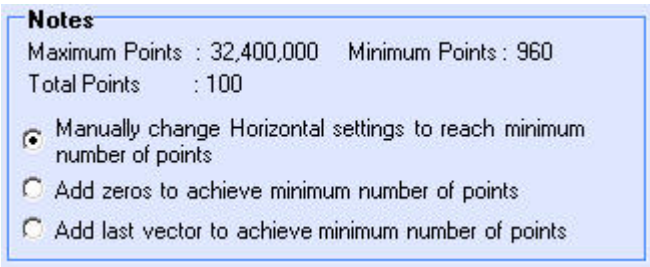 Notes
Maximum Points : 32,400,000 Minimum Points : 960
Total Points : 100
Manually change Horizontal settings to reach minimum
number of points
Add zeros to achieve minimum number of points
Add last vector to achieve minimum number of points